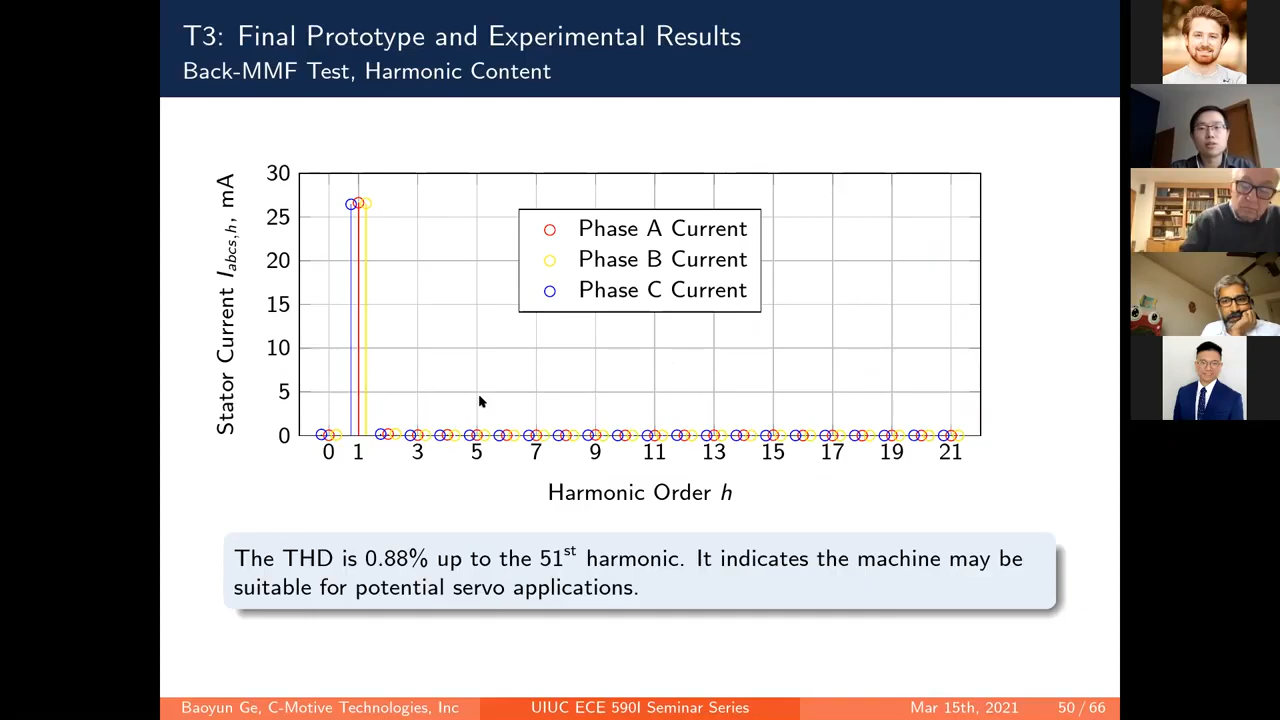 T3: Final Prototype and Experimental Results
Back-MMF Test, Harmonic Content
Stator Current I_abcs,h, mA
30
25
20
15
10
5
0
Phase A Current
Phase B Current
Phase C Current
0 1 3 5 7 9 11 13 15 17 19 21
Harmonic Order h
The THD is 0.88% up to the 51st harmonic. It indicates the machine may be
suitable for potential servo applications.
Baoyun Ge, C-Motive Technologies, Inc UIUC ECE 590I Seminar Series Mar 15th, 2021 50 / 66